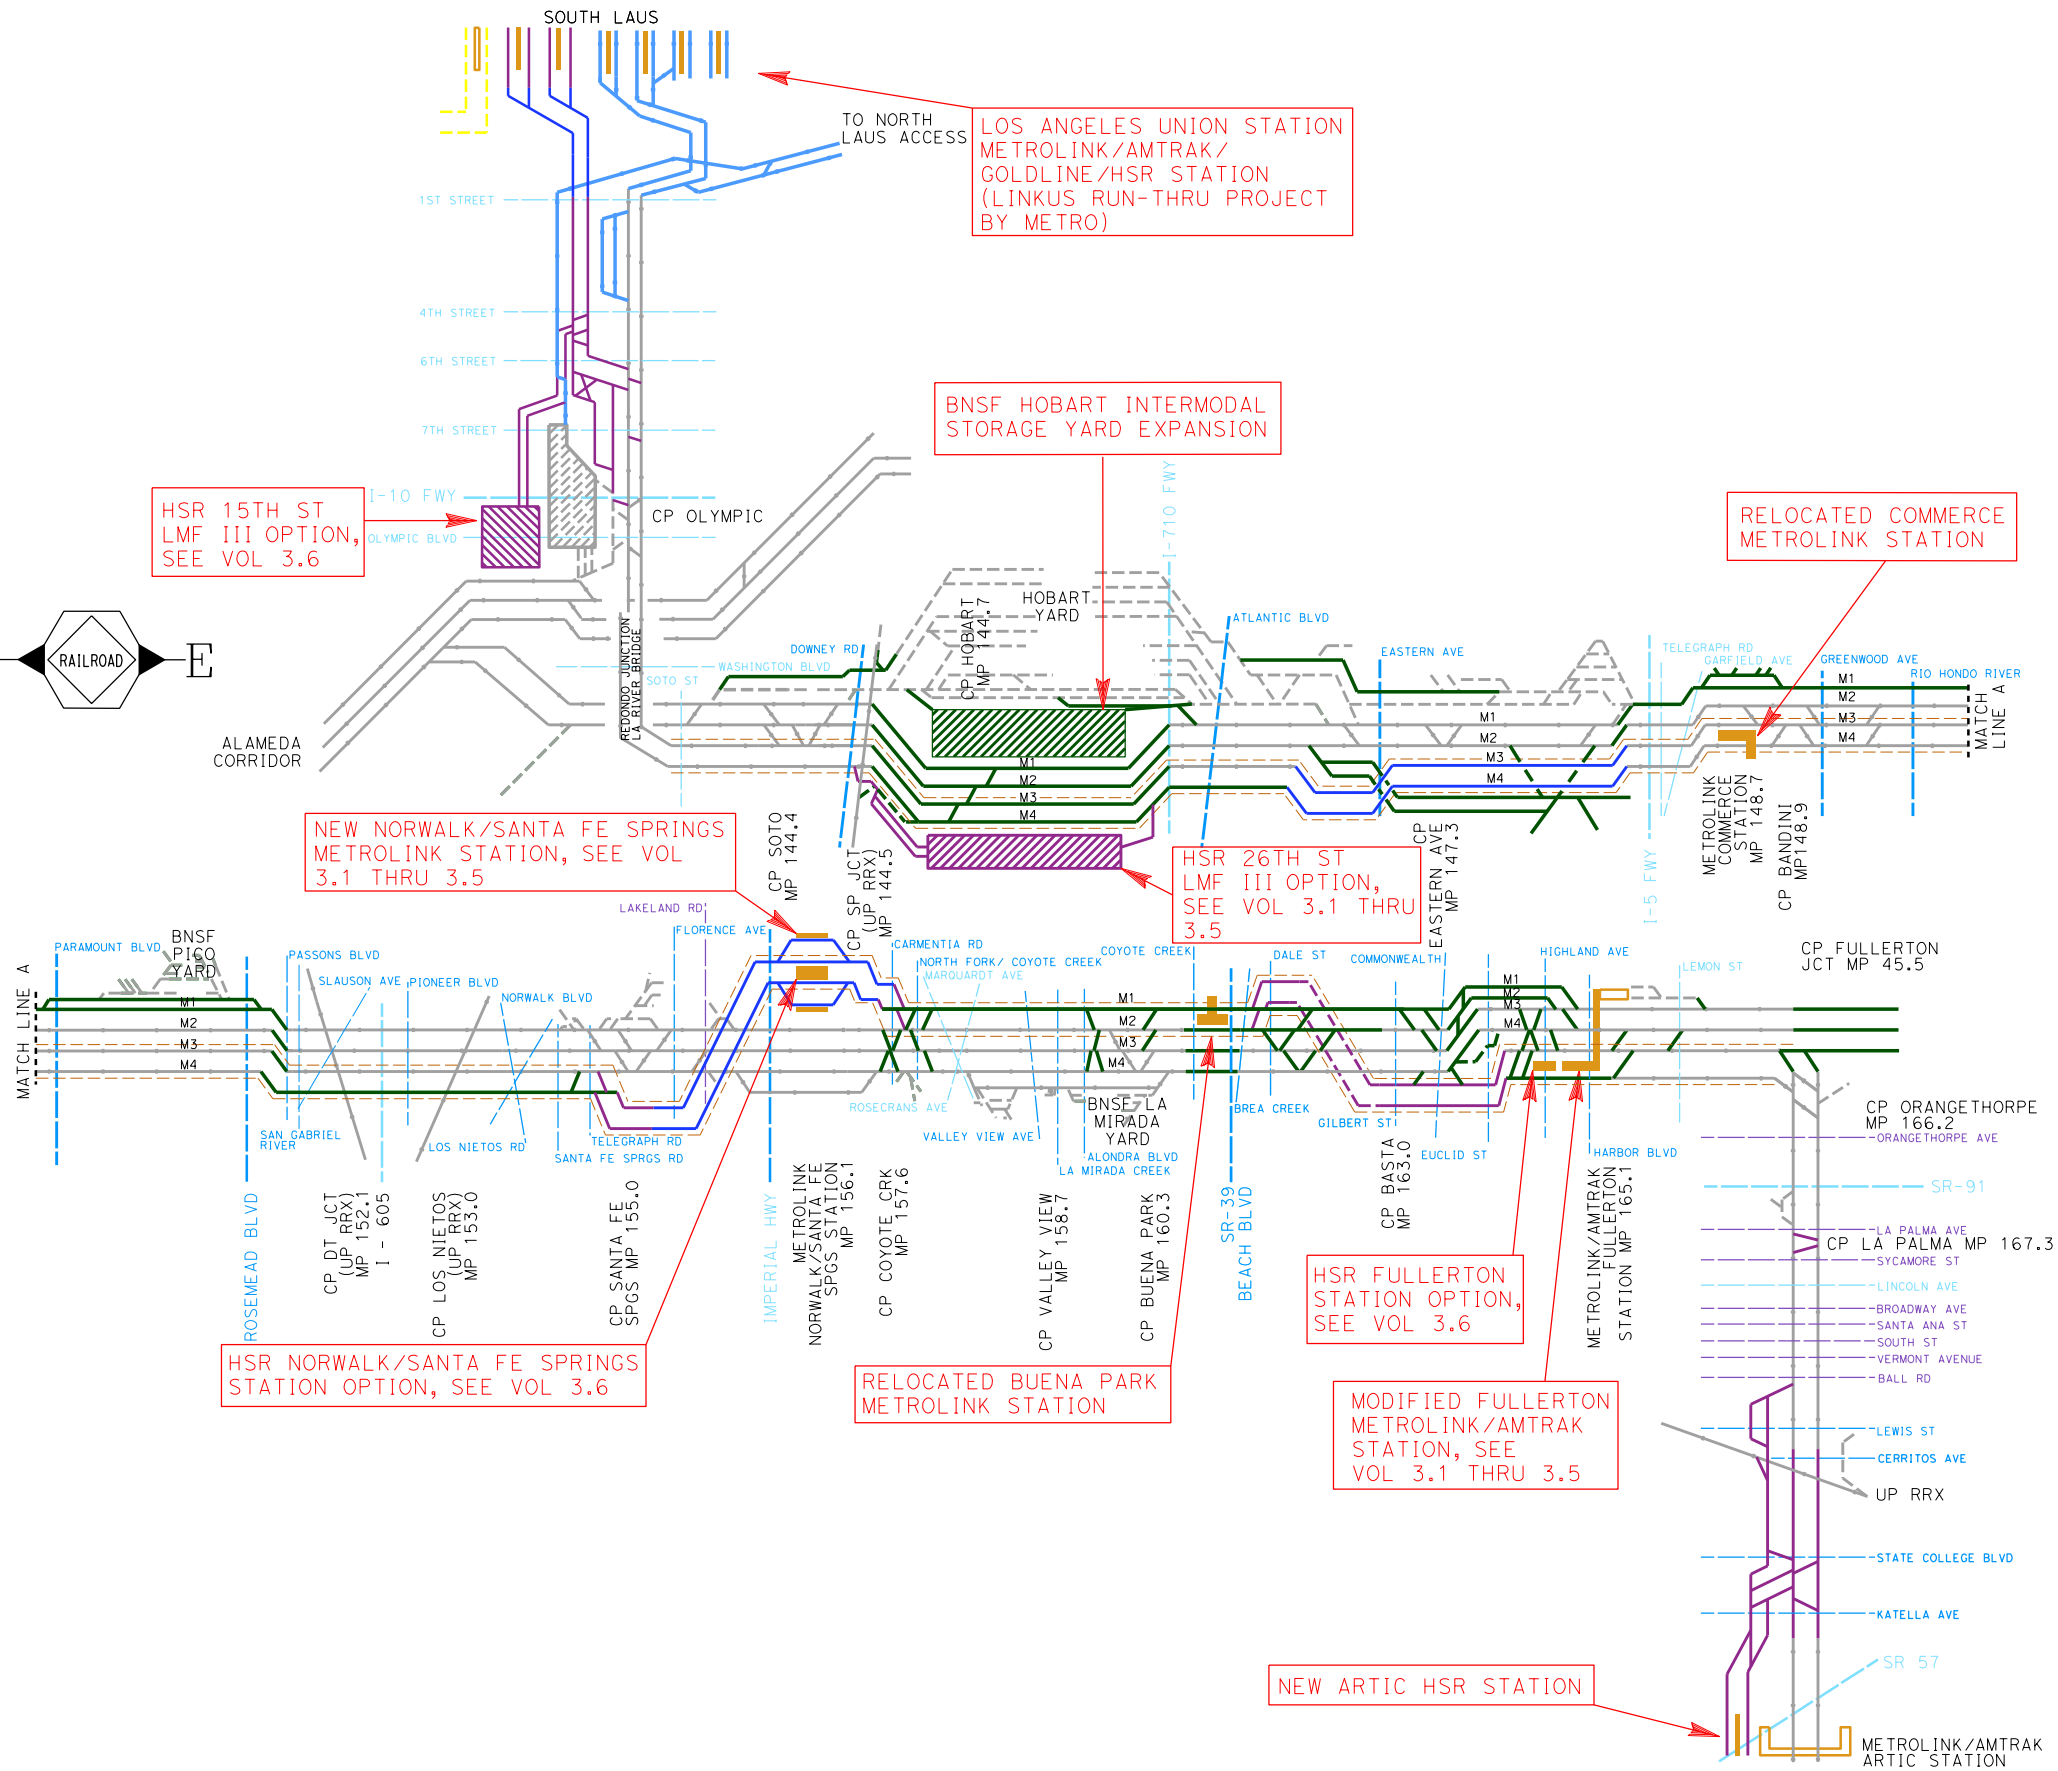 SOUTH LAUS
TO NORTH
LAUS ACCESS
LOS ANGELES UNION STATION
METROLINK/AMTRAK/
GOLDLINE/HSR STATION
(LINKUS RUN-THRU PROJECT
BY METRO)
1ST STREET
4TH STREET
6TH STREET
7TH STREET
BNSF HOBART INTERMODAL
STORAGE YARD EXPANSION
I-10 FWY
HSR 15TH ST
LMF III OPTION,
SEE VOL 3.6
OLYMPIC BLVD
CP OLYMPIC
I-710 FWY
RELOCATED COMMERCE
METROLINK STATION
RAILROAD
E
ALAMEDA
CORRIDOR
REDONDO JUNCTION
LA RIVER BRIDGE
WASHINGTON BLVD
SOTO ST
DOWNEY RD
CP HOBART
MP 144.7
HOBART
YARD
ATLANTIC BLVD
EASTERN AVE
TELEGRAPH RD
GARFIELD AVE
GREENWOOD AVE
RIO HONDO RIVER
M1
M2
M3
M4
M1
M2
M3
M4
M1
M2
M3
M4
MATCH
LINE A
NEW NORWALK/SANTA FE SPRINGS
METROLINK STATION, SEE VOL
3.1 THRU 3.5
CP SOTO
MP 144.4
CP SP JCT
(UP RRX)
MP 144.5
HSR 26TH ST
LMF III OPTION,
SEE VOL 3.1 THRU
3.5
CP
EASTERN AVE
MP 147.3
I-5 FWY
METROLINK
COMMERCE
STATION
MP 148.7
CP BANDINI
MP148.9
MATCH LINE A
PARAMOUNT BLVD
BNSF
PICO
YARD
PASSONS BLVD
SLAUSON AVE
PIONEER BLVD
NORWALK BLVD
LAKELAND RD
FLORENCE AVE
CARMENTIA RD
NORTH FORK/ COYOTE CREEK
MARQUARDT AVE
COYOTE CREEK
DALE ST
COMMONWEALTH
HIGHLAND AVE
LEMON ST
CP FULLERTON
JCT MP 45.5
M1
M2
M3
M4
M1
M2
M3
M4
M1
M2
M3
M4
SAN GABRIEL
RIVER
LOS NIETOS RD
TELEGRAPH RD
SANTA FE SPRGS RD
ROSECRANS AVE
VALLEY VIEW AVE
BNSF LA
MIRADA
YARD
ALONDRA BLVD
LA MIRADA CREEK
BREA CREEK
GILBERT ST
EUCLID ST
HARBOR BLVD
ROSEMEAD BLVD
CP DT JCT
(UP RRX)
MP 152.1
I - 605
CP LOS NIETOS
(UP RRX)
MP 153.0
CP SANTA FE
SPGS MP 155.0
IMPERIAL HWY
METROLINK
NORWALK/SANTA FE
SPGS STATION
MP 156.1
CP COYOTE CRK
MP 157.6
CP VALLEY VIEW
MP 158.7
CP BUENA PARK
MP 160.3
SR-39
BEACH BLVD
CP BASTA
MP 163.0
METROLINK/AMTRAK
FULLERTON
STATION MP 165.1
CP ORANGETHORPE
MP 166.2
ORANGETHORPE AVE
SR-91
LA PALMA AVE
CP LA PALMA MP 167.3
SYCAMORE ST
LINCOLN AVE
BROADWAY AVE
SANTA ANA ST
SOUTH ST
VERMONT AVENUE
BALL RD
LEWIS ST
CERRITOS AVE
UP RRX
STATE COLLEGE BLVD
KATELLA AVE
SR 57
HSR NORWALK/SANTA FE SPRINGS
STATION OPTION, SEE VOL 3.6
RELOCATED BUENA PARK
METROLINK STATION
HSR FULLERTON
STATION OPTION,
SEE VOL 3.6
MODIFIED FULLERTON
METROLINK/AMTRAK
STATION, SEE
VOL 3.1 THRU 3.5
NEW ARTIC HSR STATION
METROLINK/AMTRAK
ARTIC STATION